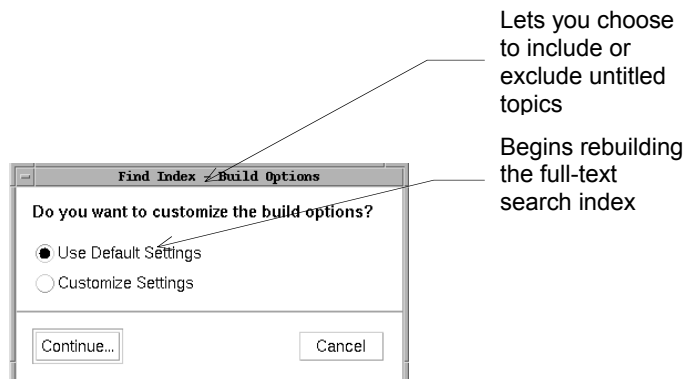 Lets you choose
to include or
exclude untitled
topics
Begins rebuilding
the full-text
search index
Find Index - Build Options
Do you want to customize the build options?
Use Default Settings
Customize Settings
Continue...
Cancel